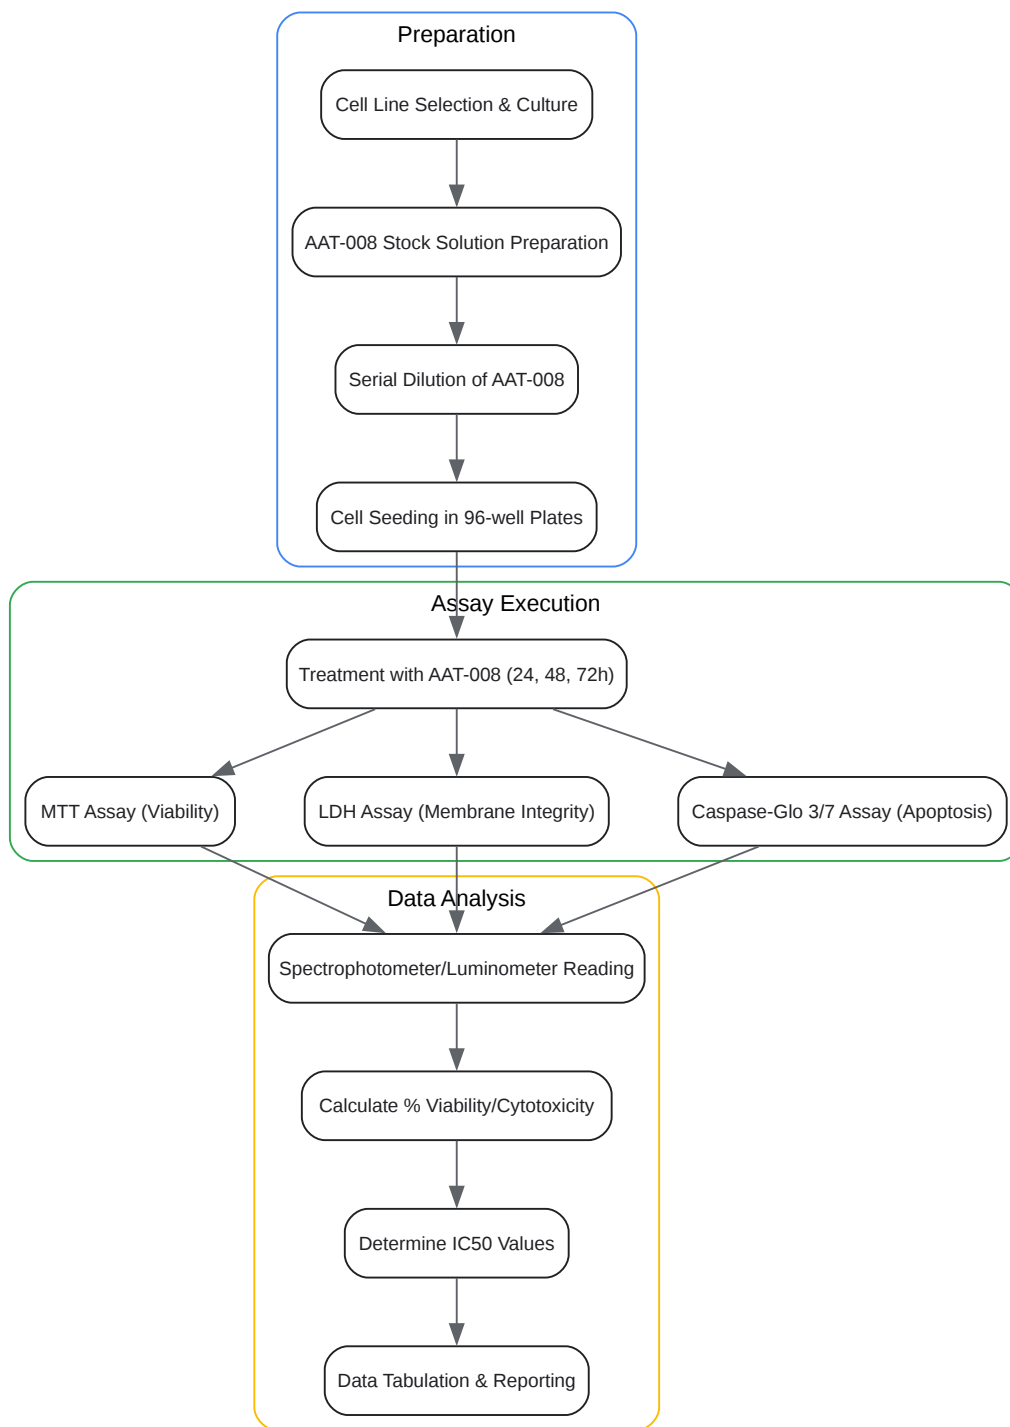 Preparation
Cell Line Selection & Culture
AAT-008 Stock Solution Preparation
Serial Dilution of AAT-008
Cell Seeding in 96-well Plates
Assay Execution
Treatment with AAT-008 (24, 48, 72h)
MTT Assay (Viability)
LDH Assay (Membrane Integrity)
Caspase-Glo 3/7 Assay (Apoptosis)
Data Analysis
Spectrophotometer/Luminometer Reading
Calculate % Viability/Cytotoxicity
Determine IC50 Values
Data Tabulation & Reporting